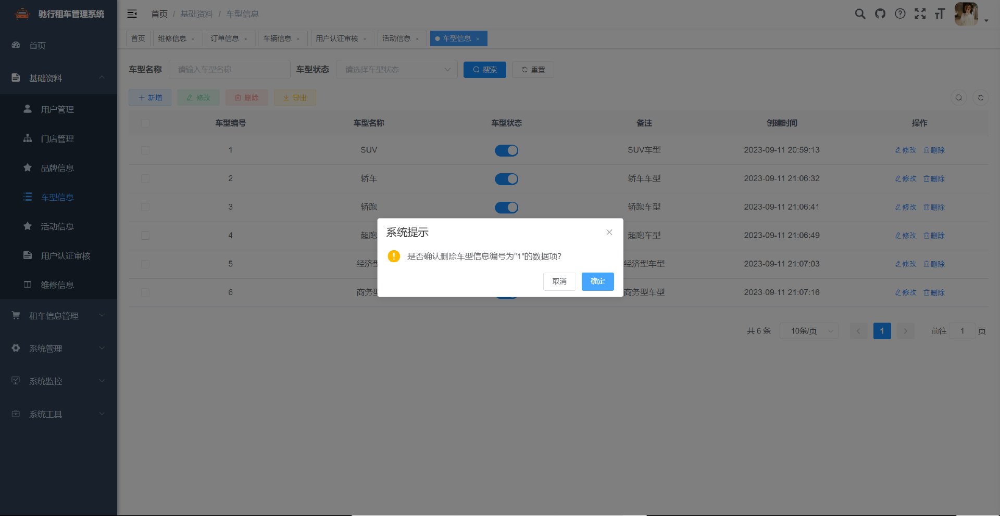 驰行租车管理系统
首页 / 基础资料 / 车型信息
首页
维修信息 ×
订单信息 ×
车辆信息 ×
用户认证审核 ×
活动信息 ×
车型信息 ×
首页
基础资料
用户管理
门店管理
品牌信息
车型信息
活动信息
用户认证审核
维修信息
租车信息管理
系统管理
系统监控
系统工具
车型名称 请输入车型名称 车型状态 请选择车型状态 搜索 重置
新增 修改 删除 导出
车型编号 车型名称 车型状态 备注 创建时间 操作
1 SUV SUV车型 2023-09-11 20:59:13 修改 删除
2 轿车 轿车车型 2023-09-11 21:06:32 修改 删除
3 轿跑 轿跑车型 2023-09-11 21:06:41 修改 删除
4 超跑 超跑车型 2023-09-11 21:06:49 修改 删除
5 经济型 经济型车型 2023-09-11 21:07:03 修改 删除
6 商务型 商务型车型 2023-09-11 21:07:16 修改 删除
系统提示
是否确认删除车型信息编号为"1"的数据项?
取消 确定
共 6 条 10条/页 1 前往 1 页